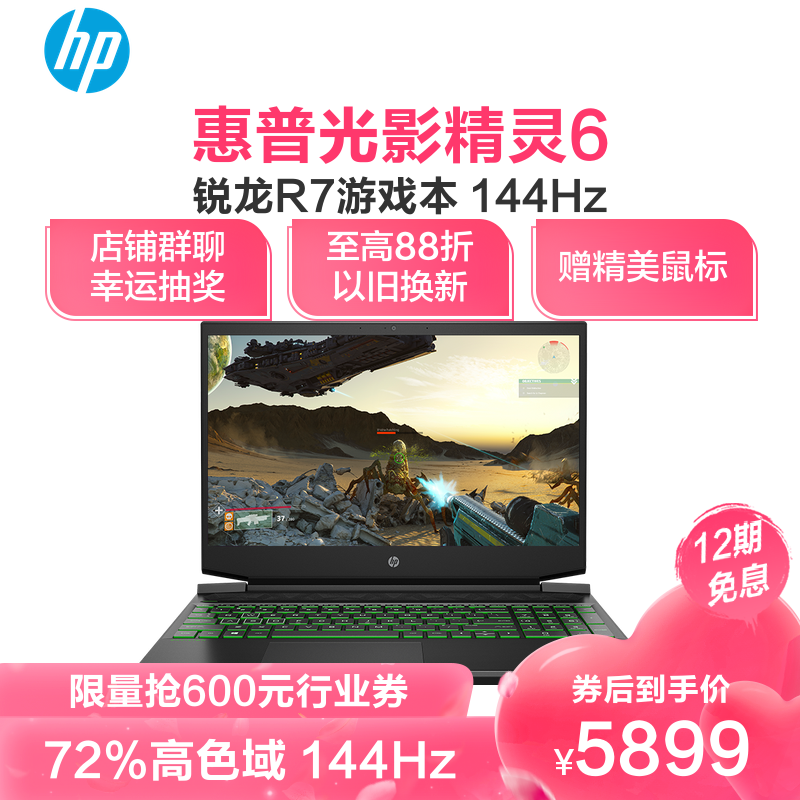 hp
惠普光影精灵6
锐龙R7游戏本 144Hz
店铺群聊
幸运抽奖
至高88折
以旧换新
赠精美鼠标
37
hp
12期
免息
限量抢600元行业券
72%高色域 144Hz
券后到手价
¥5899